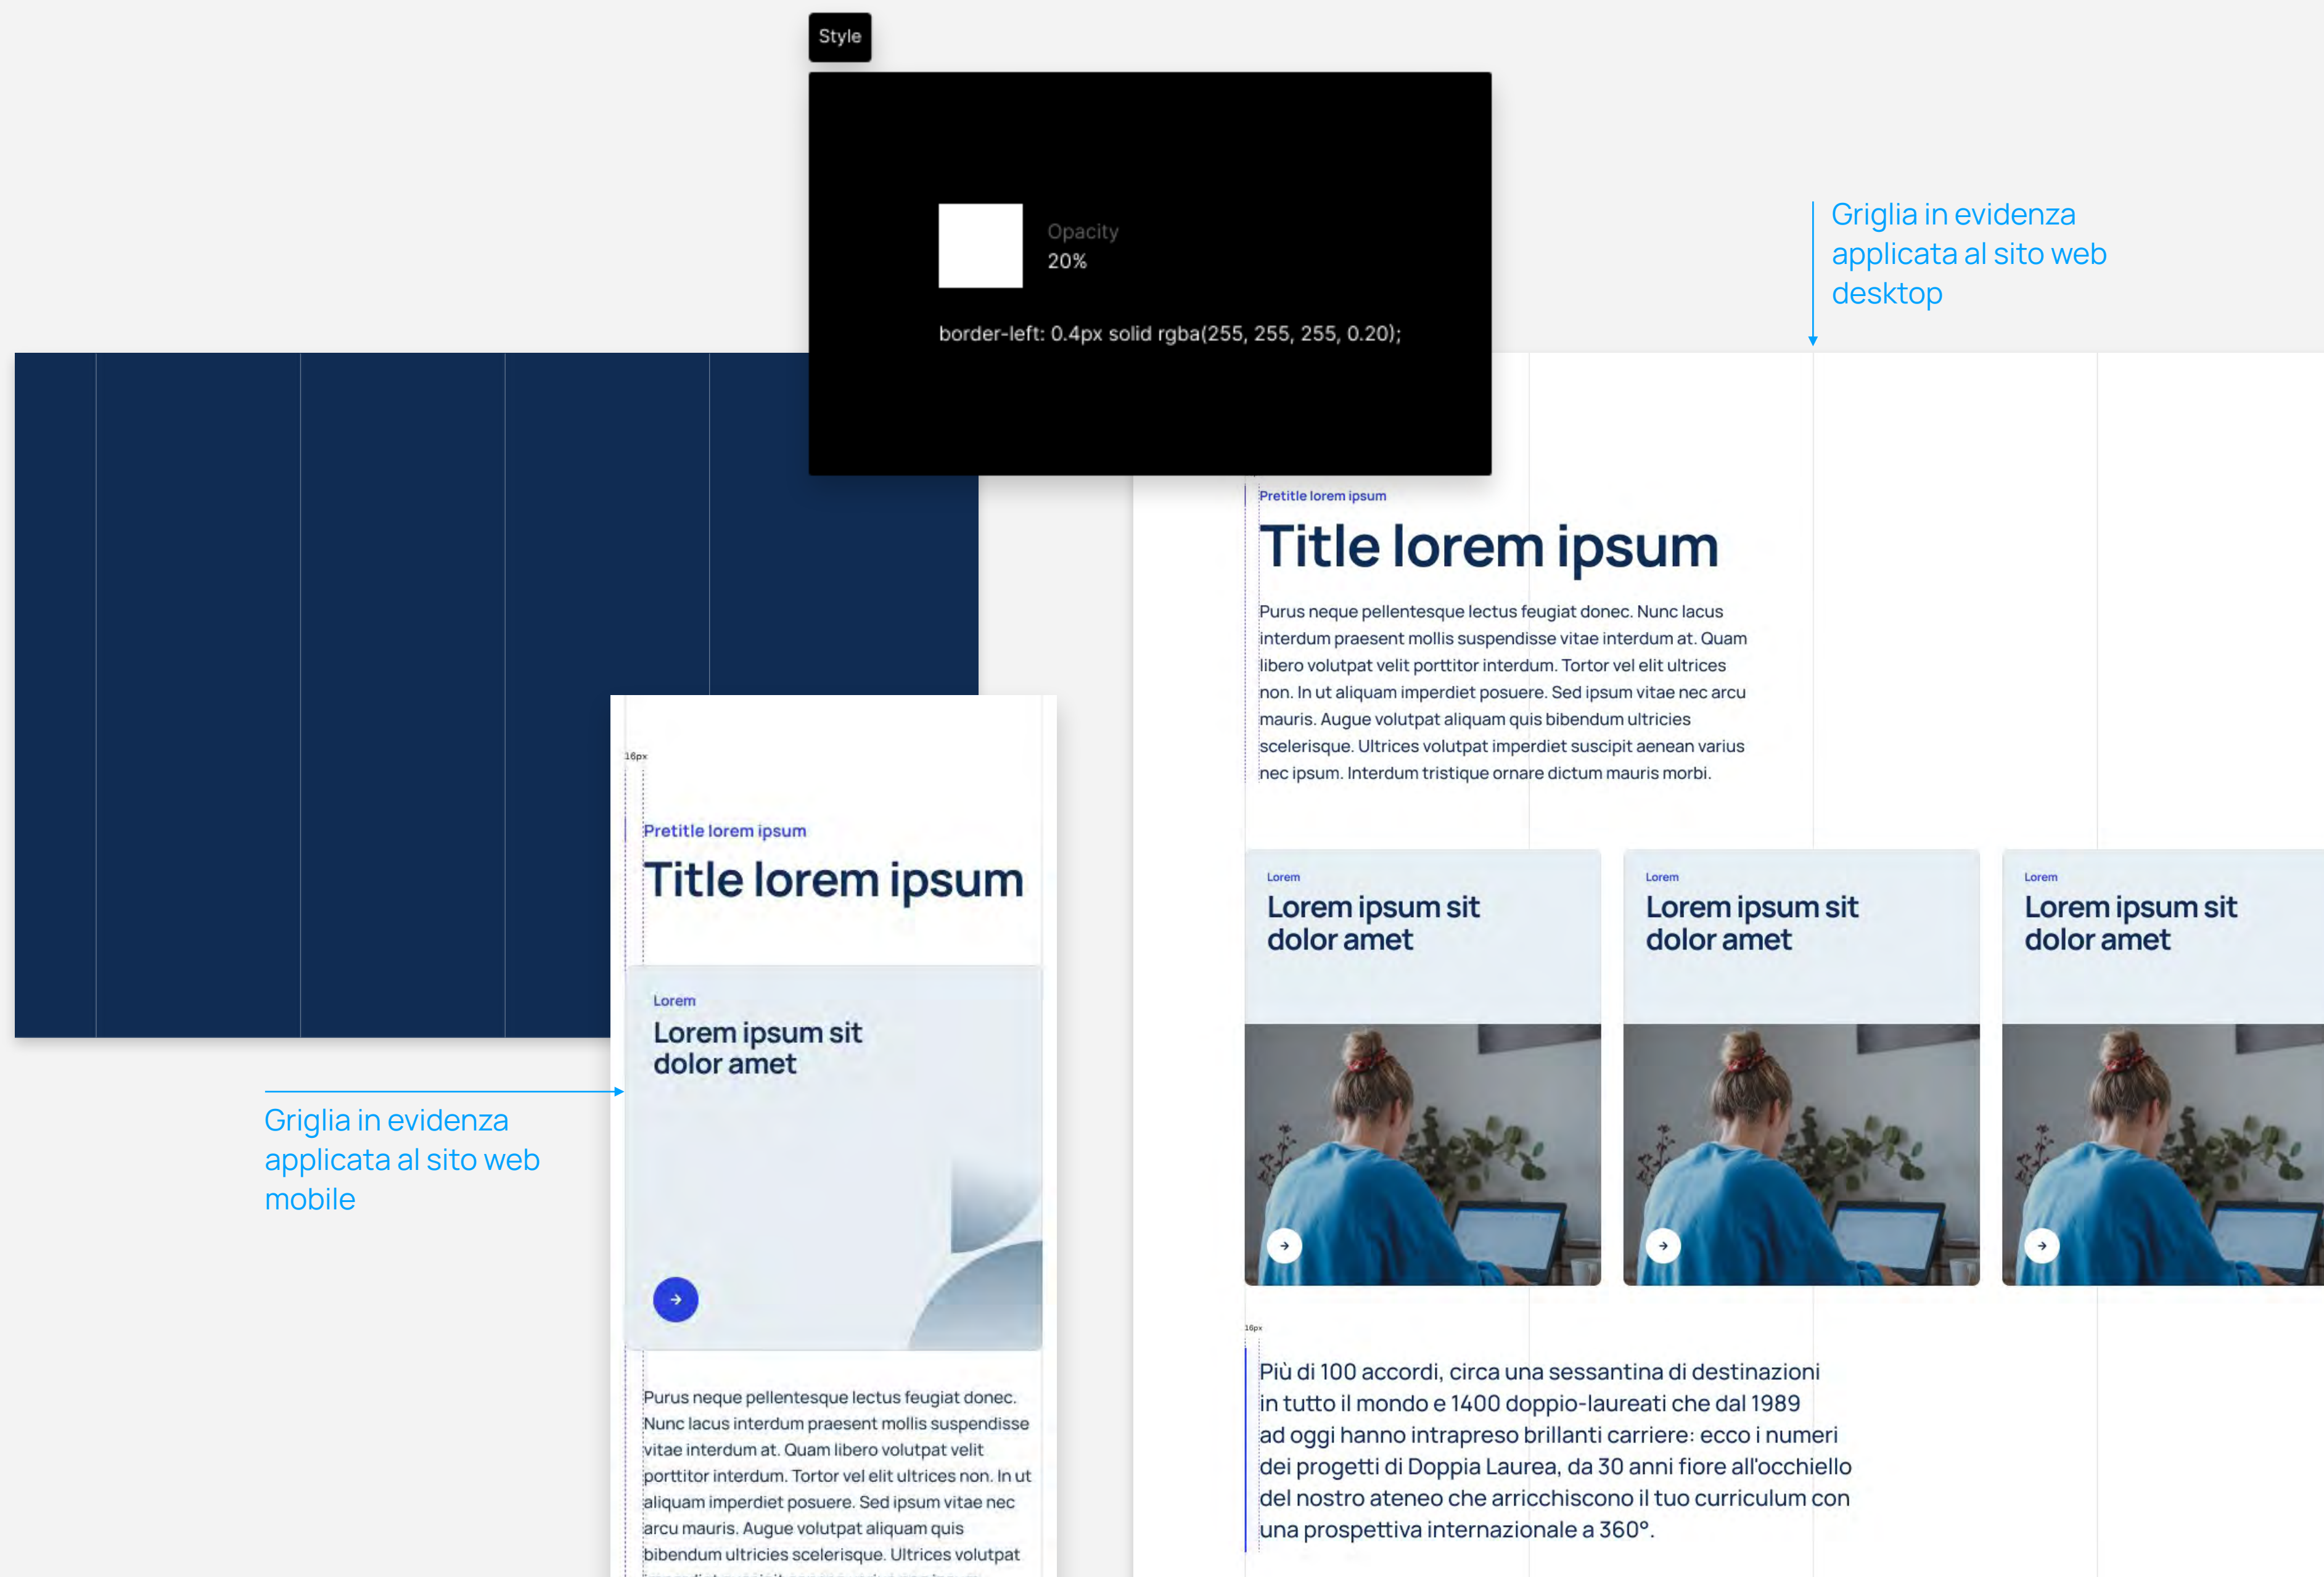 Style
Opacity
20%
border-left: 0.4px solid rgba(255, 255, 255, 0.20);
Griglia in evidenza
applicata al sito web
desktop
Pretitle lorem ipsum
Title lorem ipsum
Purus neque pellentesque lectus feugiat donec. Nunc lacus
interdum praesent mollis suspendisse vitae interdum at. Quam
libero volutpat velit porttitor interdum. Tortor vel elit ultrices
non. In ut aliquam imperdiet posuere. Sed ipsum vitae nec arcu
mauris. Augue volutpat aliquam quis bibendum ultricies
scelerisque. Ultrices volutpat imperdiet suscipit aenean varius
nec ipsum. Interdum tristique ornare dictum mauris morbi.
Lorem
Lorem ipsum sit
dolor amet
Lorem
Lorem ipsum sit
dolor amet
Lorem
Lorem ipsum sit
dolor amet
16px
Più di 100 accordi, circa una sessantina di destinazioni
in tutto il mondo e 1400 doppio-laureati che dal 1989
ad oggi hanno intrapreso brillanti carriere: ecco i numeri
dei progetti di Doppia Laurea, da 30 anni fiore all'occhiello
del nostro ateneo che arricchiscono il tuo curriculum con
una prospettiva internazionale a 360°.
Griglia in evidenza
applicata al sito web
mobile
16px
Pretitle lorem ipsum
Title lorem ipsum
Lorem
Lorem ipsum sit
dolor amet
Purus neque pellentesque lectus feugiat donec.
Nunc lacus interdum praesent mollis suspendisse
vitae interdum at. Quam libero volutpat velit
porttitor interdum. Tortor vel elit ultrices non. In ut
aliquam imperdiet posuere. Sed ipsum vitae nec
arcu mauris. Augue volutpat aliquam quis
bibendum ultricies scelerisque. Ultrices volutpat